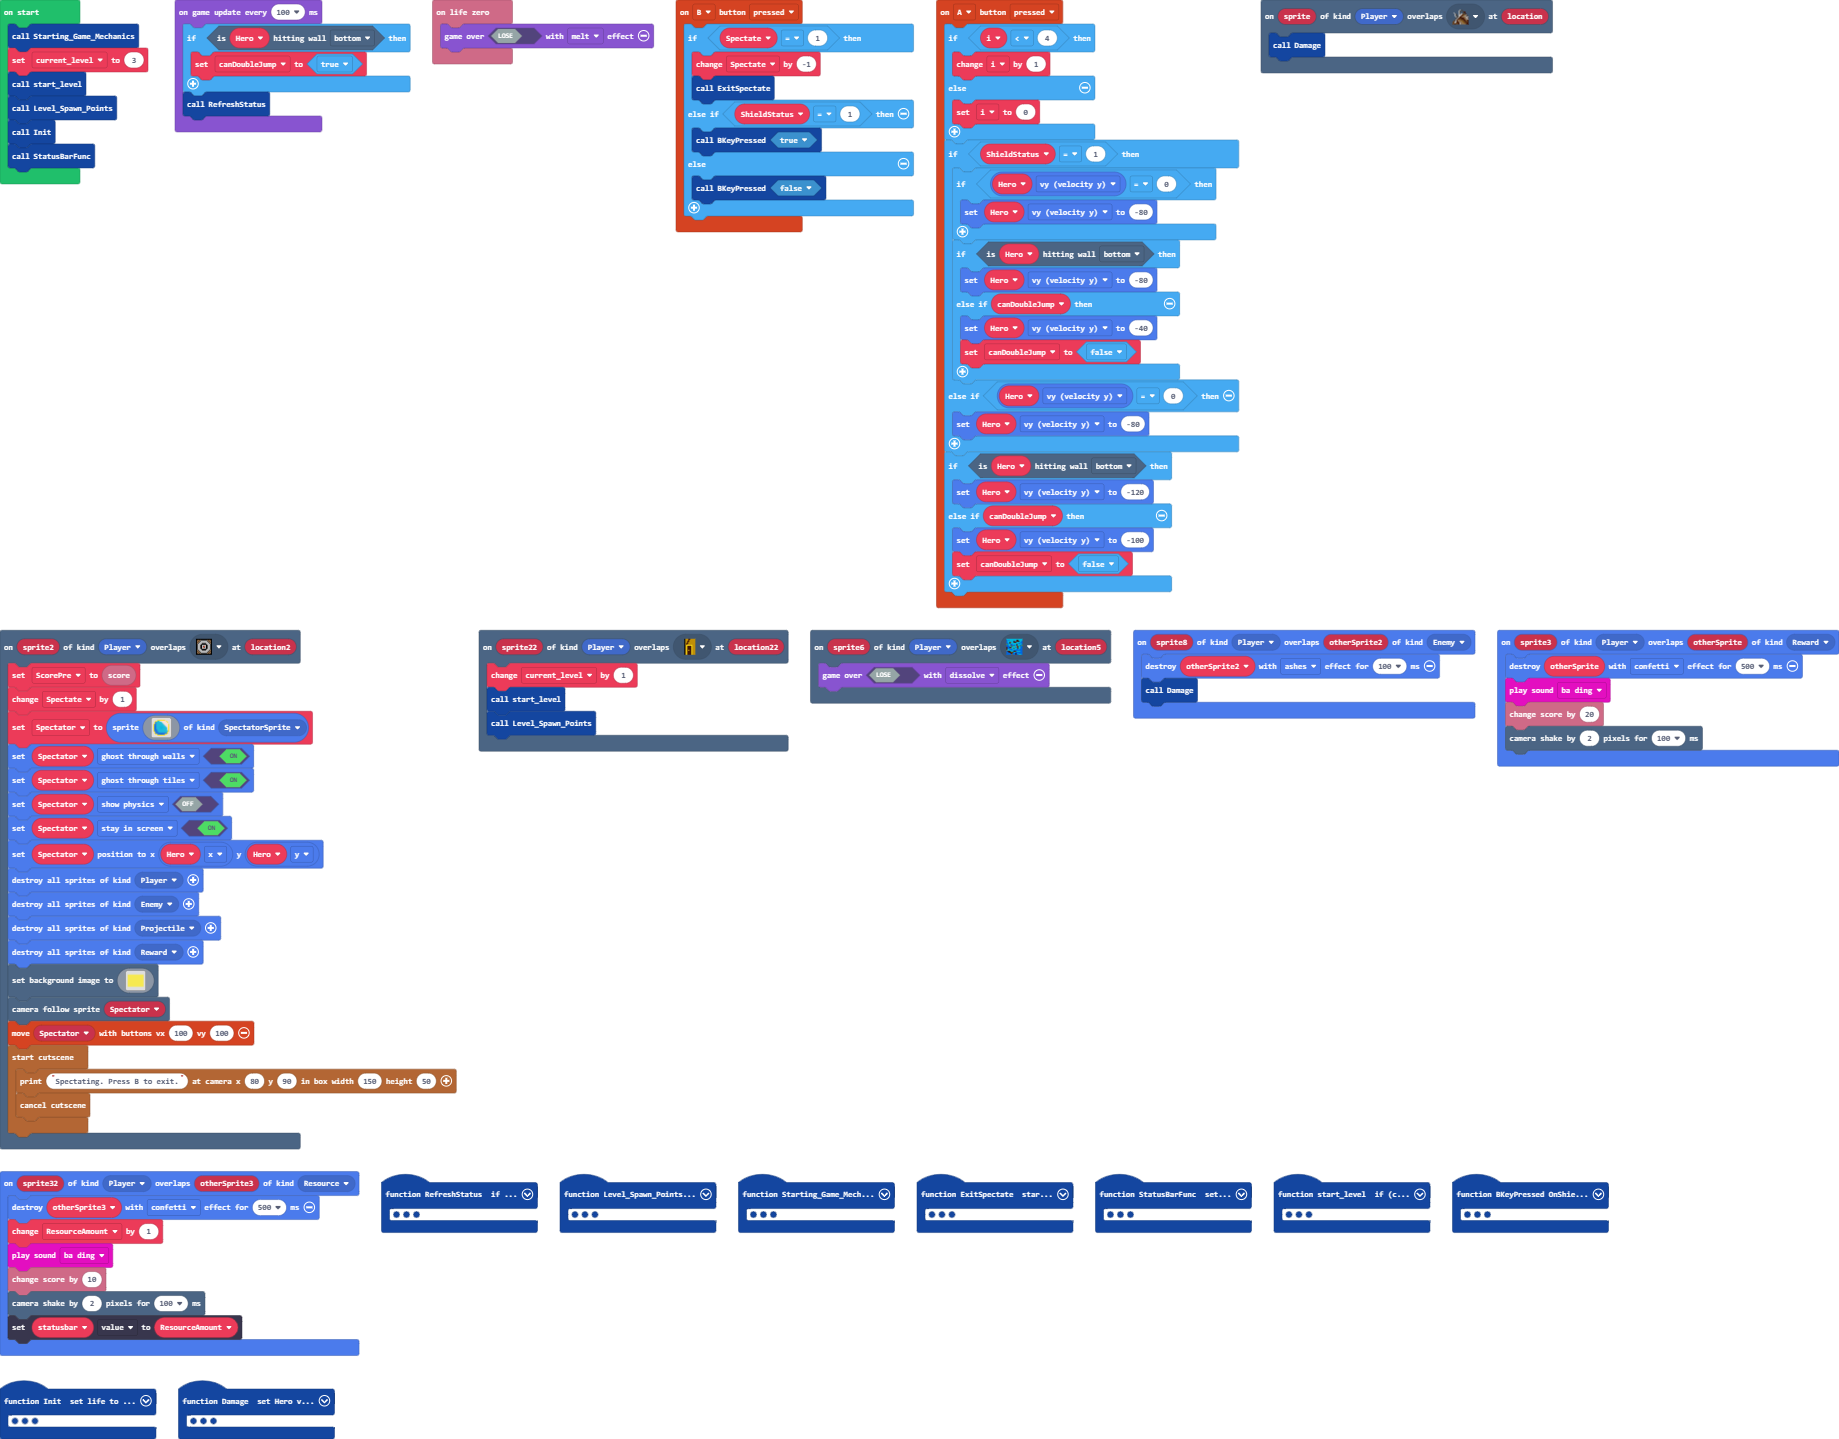 on start
call Starting_Game_Mechanics
set current_level to 3
call start_level
call Level_Spawn_Points
call Init
call StatusBarFunc
on game update every 100 ms
if is Hero hitting wall bottom then
set canDoubleJump to true
call RefreshStatus
on life zero
game over LOSE with melt effect
on B button pressed
if Spectate = 1 then
change Spectate by -1
call ExitSpectate
else if ShieldStatus = 1 then
call BKeyPressed true
else
call BKeyPressed false
on A button pressed
if i < 4 then
change i by 1
else
set i to 0
if ShieldStatus = 1 then
if Hero vy (velocity y) = 0 then
set Hero vy (velocity y) to -80
if is Hero hitting wall bottom then
set Hero vy (velocity y) to -80
else if canDoubleJump then
set Hero vy (velocity y) to -40
set canDoubleJump to false
else if Hero vy (velocity y) = 0 then
set Hero vy (velocity y) to -80
if is Hero hitting wall bottom then
set Hero vy (velocity y) to -120
else if canDoubleJump then
set Hero vy (velocity y) to -100
set canDoubleJump to false
on sprite of kind Player overlaps at location
call Damage
on sprite2 of kind Player overlaps at location2
set ScorePre to score
change Spectate by 1
set Spectator to sprite of kind SpectatorSprite
set Spectator ghost through walls ON
set Spectator ghost through tiles ON
set Spectator show physics OFF
set Spectator stay in screen ON
set Spectator position to x Hero x y Hero y
destroy all sprites of kind Player
destroy all sprites of kind Enemy
destroy all sprites of kind Projectile
destroy all sprites of kind Reward
set background image to
camera follow sprite Spectator
move Spectator with buttons vx 100 vy 100
start cutscene
print "Spectating. Press B to exit." at camera x 80 y 90 in box width 150 height 50
cancel cutscene
on sprite22 of kind Player overlaps at location22
change current_level by 1
call start_level
call Level_Spawn_Points
on sprite6 of kind Player overlaps at location5
game over LOSE with dissolve effect
on sprite8 of kind Player overlaps otherSprite2 of kind Enemy
destroy otherSprite2 with ashes effect for 100 ms
call Damage
on sprite3 of kind Player overlaps otherSprite of kind Reward
destroy otherSprite with confetti effect for 500 ms
play sound ba ding
change score by 20
camera shake by 2 pixels for 100 ms
on sprite32 of kind Player overlaps otherSprite3 of kind Resource
destroy otherSprite3 with confetti effect for 500 ms
change ResourceAmount by 1
play sound ba ding
change score by 10
camera shake by 2 pixels for 100 ms
set statusbar value to ResourceAmount
function RefreshStatus if ...
function Level_Spawn_Points...
function Starting_Game_Mech...
function ExitSpectate star...
function StatusBarFunc set...
function start_level if (c...
function BKeyPressed OnShie...
function Init set life to ...
function Damage set Hero v...